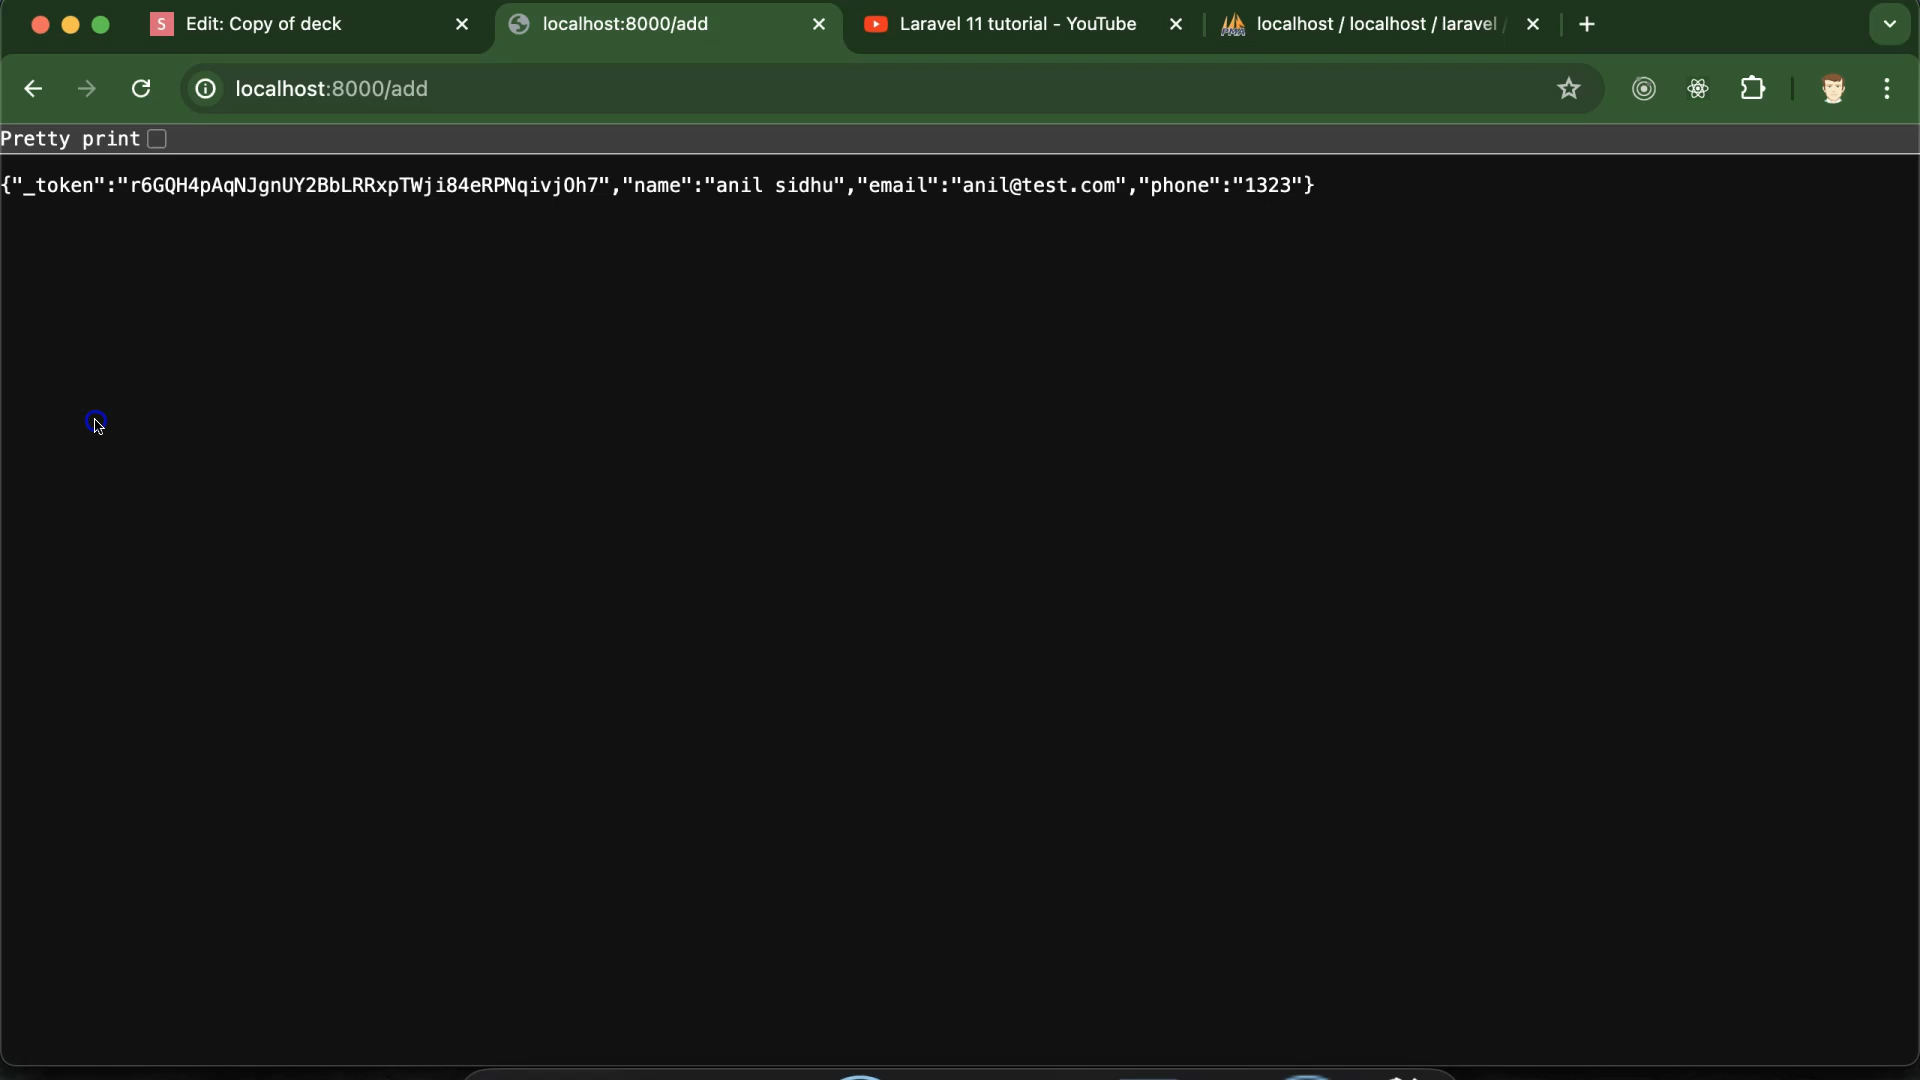 S Edit: Copy of deck
localhost:8000/add
Laravel 11 tutorial - YouTube
localhost / localhost / laravel /
localhost:8000/add
Pretty print
{"_token":"r6GQH4pAqNJgnUY2BbLRRxpTWji84eRPNqivjOh7","name":"anil sidhu","email":"anil@test.com","phone":"1323"}